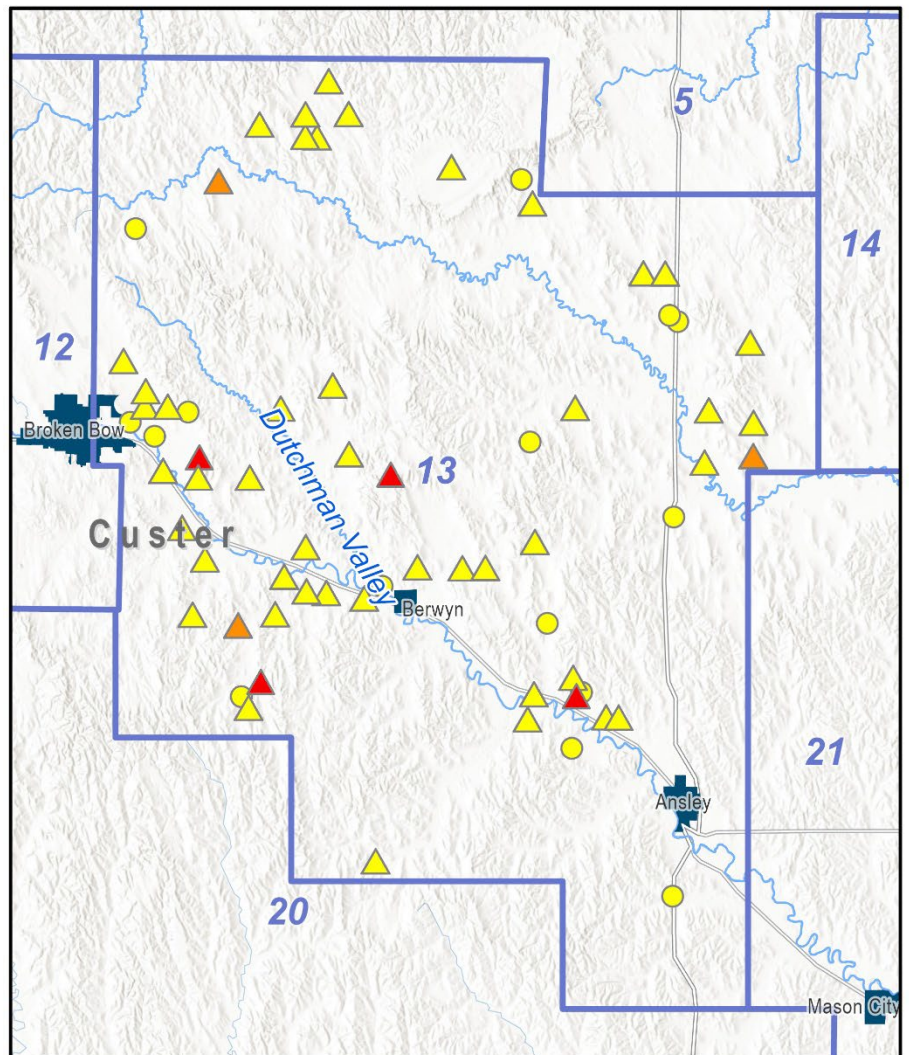 5
14
12
Broken Bow
Dutchman Valley
13
Custer
Berwyn
21
Ansley
20
Mason City